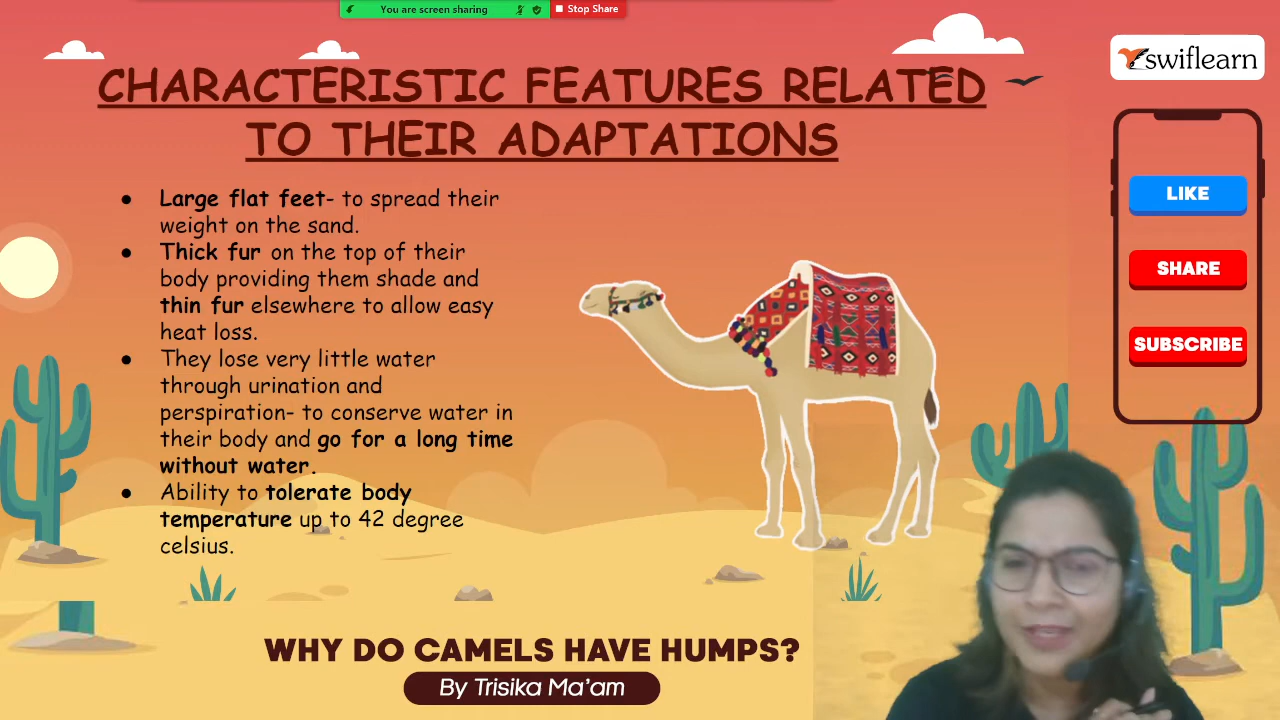 You are screen sharing
Stop Share
swiflearn
CHARACTERISTIC FEATURES RELATED
TO THEIR ADAPTATIONS
● Large flat feet- to spread their
weight on the sand.
● Thick fur on the top of their
body providing them shade and
thin fur elsewhere to allow easy
heat loss.
● They lose very little water
through urination and
perspiration- to conserve water in
their body and go for a long time
without water.
● Ability to tolerate body
temperature up to 42 degree
celsius.
LIKE
SHARE
SUBSCRIBE
WHY DO CAMELS HAVE HUMPS?
By Trisika Ma'am